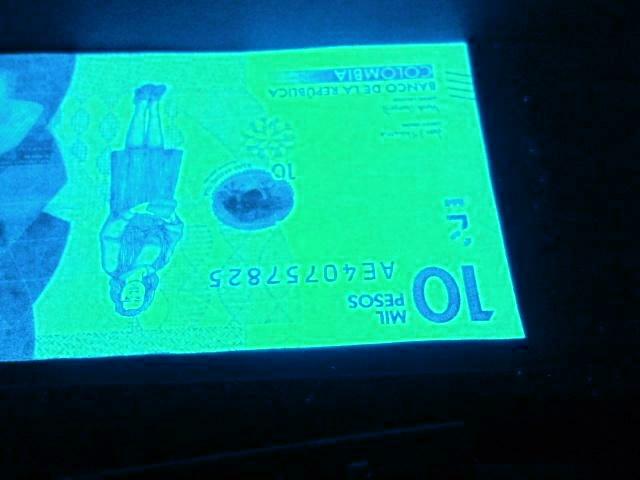 10 MIL
PESOS
AE40757825
10
BANCO DE LA REPÚBLICA
COLOMBIA